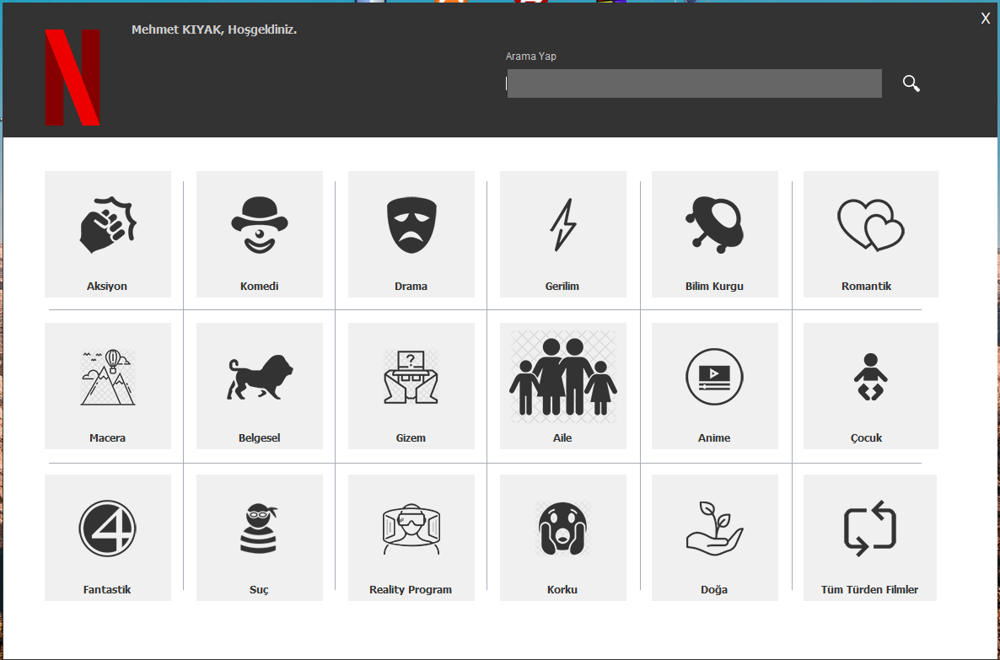 X
Mehmet KIYAK, Hoşgeldiniz.
Arama Yap
Aksiyon
Komedi
Drama
Gerilim
Bilim Kurgu
Romantik
?
Macera
Belgesel
Gizem
Aile
Anime
Çocuk
4
Fantastik
Suç
Reality Program
Korku
Doğa
Tüm Türden Filmler